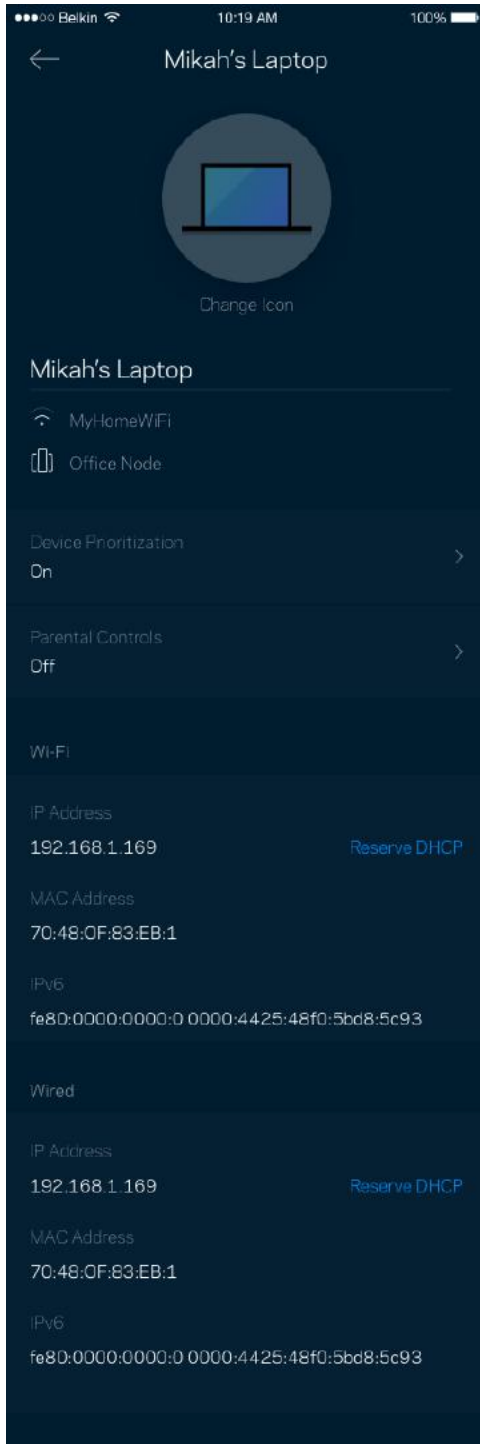 Belkin 10:19 AM 100%
Mikah's Laptop
Change Icon
Mikah's Laptop
MyHomeWiFi
Office Node
Device Prioritization
On
Parental Controls
Off
Wi-Fi
IP Address
192.168.1.169 Reserve DHCP
MAC Address
70:48:0F:83:EB:1
IPv6
fe80:0000:0000:0 0000:4425:48f0:5bd8:5c93
Wired
IP Address
192.168.1.169 Reserve DHCP
MAC Address
70:48:0F:83:EB:1
IPv6
fe80:0000:0000:0 0000:4425:48f0:5bd8:5c93